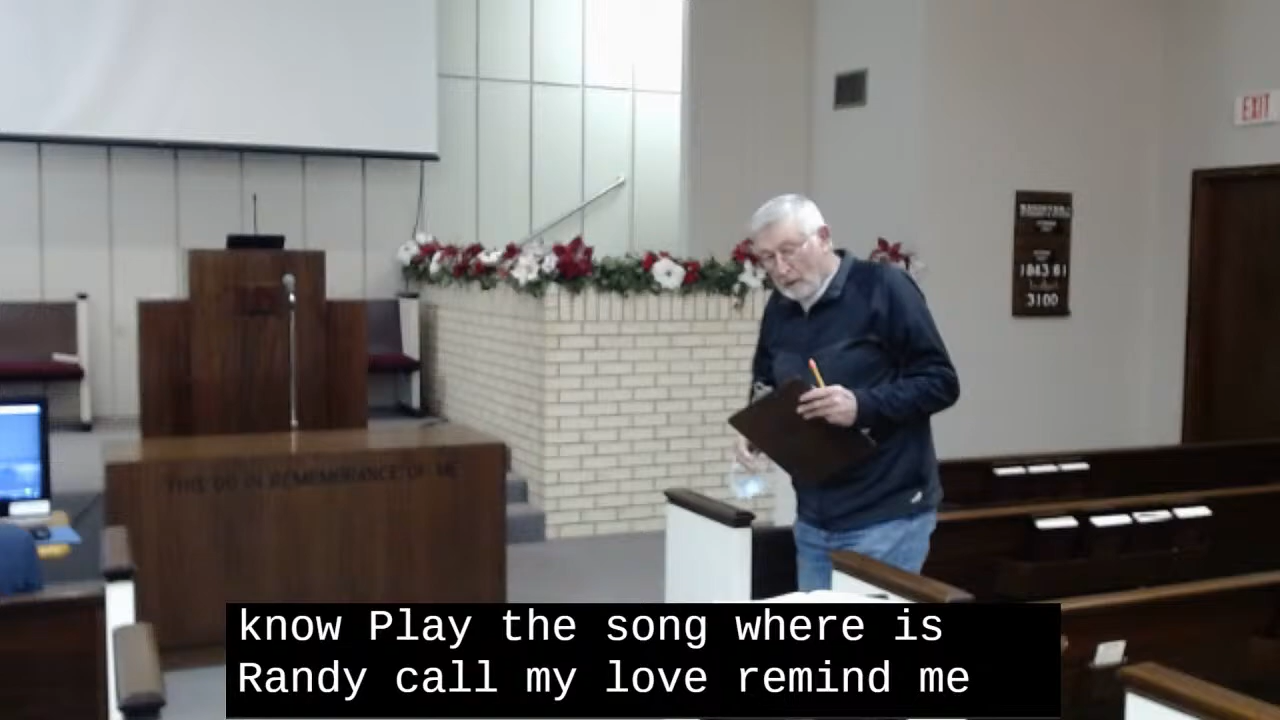 EXIT
3100
THIS DO IN REMEMBRANCE OF ME
know Play the song where is
Randy call my love remind me